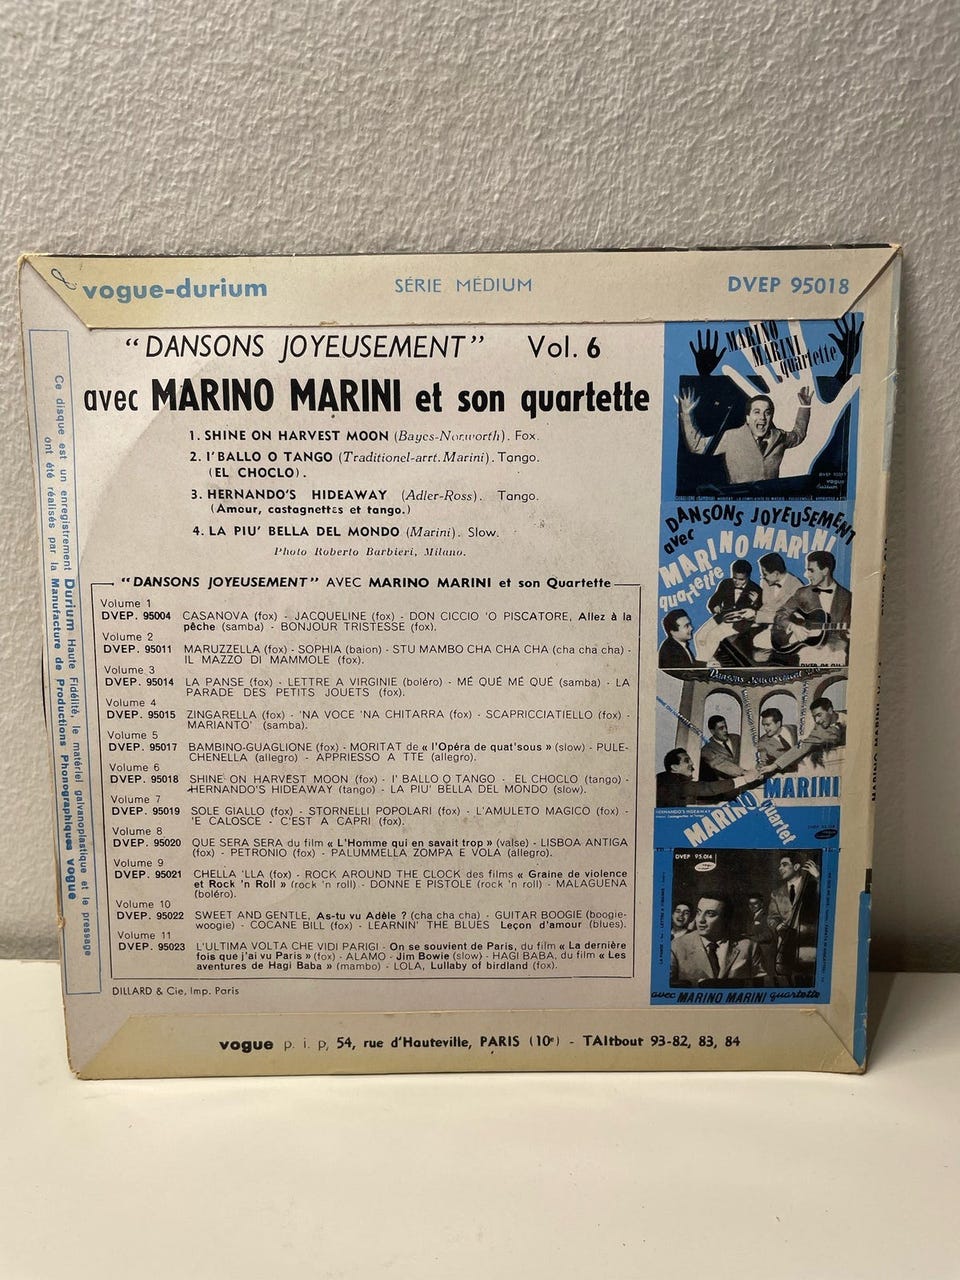 vogue-durium SÉRIE MÉDIUM DVEP 95018
"DANSONS JOYEUSEMENT" Vol. 6
avec MARINO MARINI et son quartette
1. SHINE ON HARVEST MOON (Bayes-Norworth). Fox.
2. I'BALLO O TANGO (Traditionel-arrt. Marini). Tango.
(EL CHOCLO).
3. HERNANDO'S HIDEAWAY (Adler-Ross). Tango.
(Amour, castagnettes et tango.)
4. LA PIU' BELLA DEL MONDO (Marini). Slow.
Photo Roberto Barbieri, Milano.
"DANSONS JOYEUSEMENT" AVEC MARINO MARINI et son Quartette
Volume 1
DVEP. 95004 CASANOVA (fox) - JACQUELINE (fox) - DON CICCIO 'O PISCATORE, Allez à la
pêche (samba) - BONJOUR TRISTESSE (fox).
Volume 2
DVEP. 95011 MARUZZELLA (fox) - SOPHIA (baion) - STU MAMBO CHA CHA CHA (cha cha cha) -
IL MAZZO DI MAMMOLE (fox).
Volume 3
DVEP. 95014 LA PANSE (fox) - LETTRE A VIRGINIE (boléro) - MÉ QUÉ MÉ QUÉ (samba) - LA
PARADE DES PETITS JOUETS (fox).
Volume 4
DVEP. 95015 ZINGARELLA (fox) - 'NA VOCE 'NA CHITARRA (fox) - SCAPRICCIATIELLO (fox) -
MARIANTO' (samba).
Volume 5
DVEP. 95017 BAMBINO-GUAGLIONE (fox) - MORITAT de « l'Opéra de quat'sous » (slow) - PULE-
CHENELLA (allegro) - APPRIESSO A TTE (allegro).
Volume 6
DVEP. 95018 SHINE ON HARVEST MOON (fox) - I' BALLO O TANGO - EL CHOCLO (tango) -
HERNANDO'S HIDEAWAY (tango) - LA PIU' BELLA DEL MONDO (slow).
Volume 7
DVEP. 95019 SOLE GIALLO (fox) - STORNELLI POPOLARI (fox) - L'AMULETO MAGICO (fox) -
'E CALOSCE - C'EST A CAPRI (fox).
Volume 8
DVEP. 95020 QUE SERA SERA du film « L'Homme qui en savait trop » (valse) - LISBOA ANTIGA
(fox) - PETRONIO (fox) - PALUMMELLA ZOMPA E VOLA (allegro).
Volume 9
DVEP. 95021 CHELLA 'LLA (fox) - ROCK AROUND THE CLOCK des films « Graine de violence
et Rock 'n Roll » (rock 'n roll) - DONNE E PISTOLE (rock 'n roll) - MALAGUENA
(boléro).
Volume 10
DVEP. 95022 SWEET AND GENTLE, As-tu vu Adèle ? (cha cha cha) - GUITAR BOOGIE (boogie-
woogie) - COCANE BILL (fox) - LEARNIN' THE BLUES Leçon d'amour (blues).
Volume 11
DVEP. 95023 L'ULTIMA VOLTA CHE VIDI PARIGI - On se souvient de Paris, du film « La dernière
fois que j'ai vu Paris » (fox) - ALAMO - Jim Bowie (slow) - HAGI BABA, du film « Les
aventures de Hagi Baba » (mambo) - LOLA, Lullaby of birdland (fox).
DILLARD & Cie, Imp. Paris
vogue p. i. p, 54, rue d'Hauteville, PARIS (10e) - TAItbout 93-82, 83, 84
Ce disque est un enregistrement Durium Haute Fidélité, le matériel galvanoplastique et le pressage
ont été réalisés par la Manufacture de Productions Phonographiques Vogue
MARINO
MARINI
quartette
DVEP 95017
vogue
durium
DANSONS JOYEUSEMENT
avec
MARINO MARINI
quartette
Dansons Joyeusement
MARINO MARINI
quartet
DVEP 95.014
avec MARINO MARINI quartette